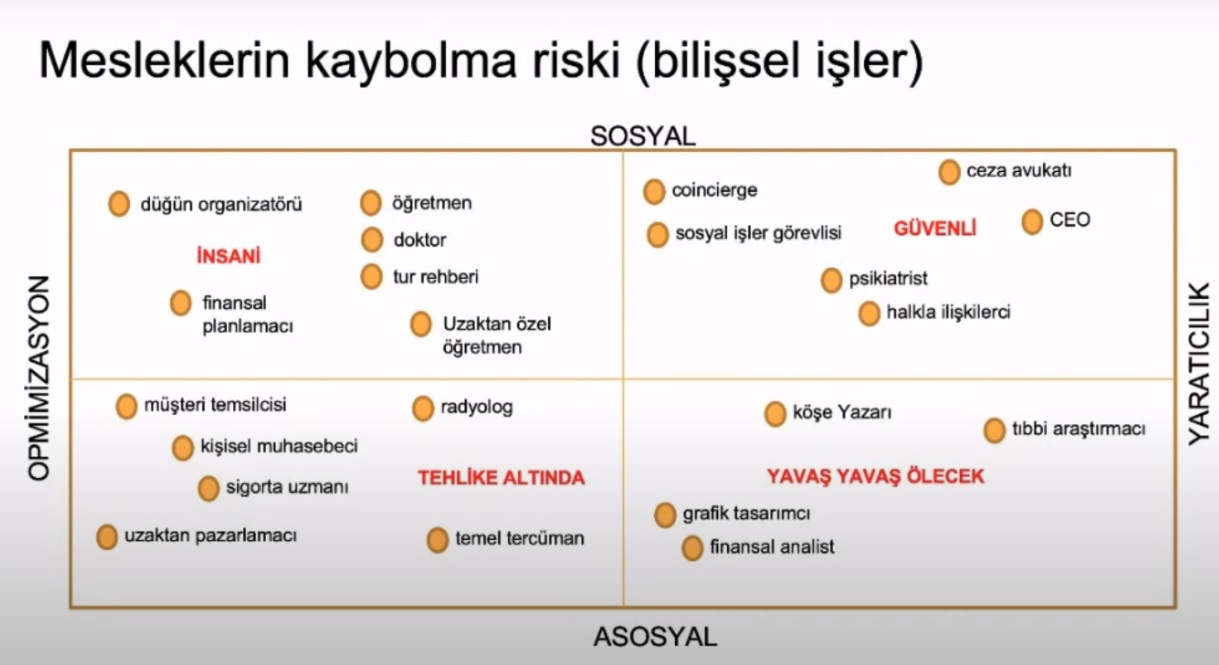 Mesleklerin kaybolma riski (bilişsel işler)
SOSYAL
düğün organizatörü
öğretmen
doktor
tur rehberi
İNSANİ
finansal
planlamacı
Uzaktan özel
öğretmen
coincierge
ceza avukatı
sosyal işler görevlisi
GÜVENLİ
CEO
psikiatrist
halkla ilişkilerci
OPMİMİZASYON
YARATICILIK
müşteri temsilcisi
radyolog
kişisel muhasebeci
sigorta uzmanı
TEHLİKE ALTINDA
uzaktan pazarlamacı
temel tercüman
köşe Yazarı
tıbbi araştırmacı
YAVAŞ YAVAŞ ÖLECEK
grafik tasarımcı
finansal analist
ASOSYAL